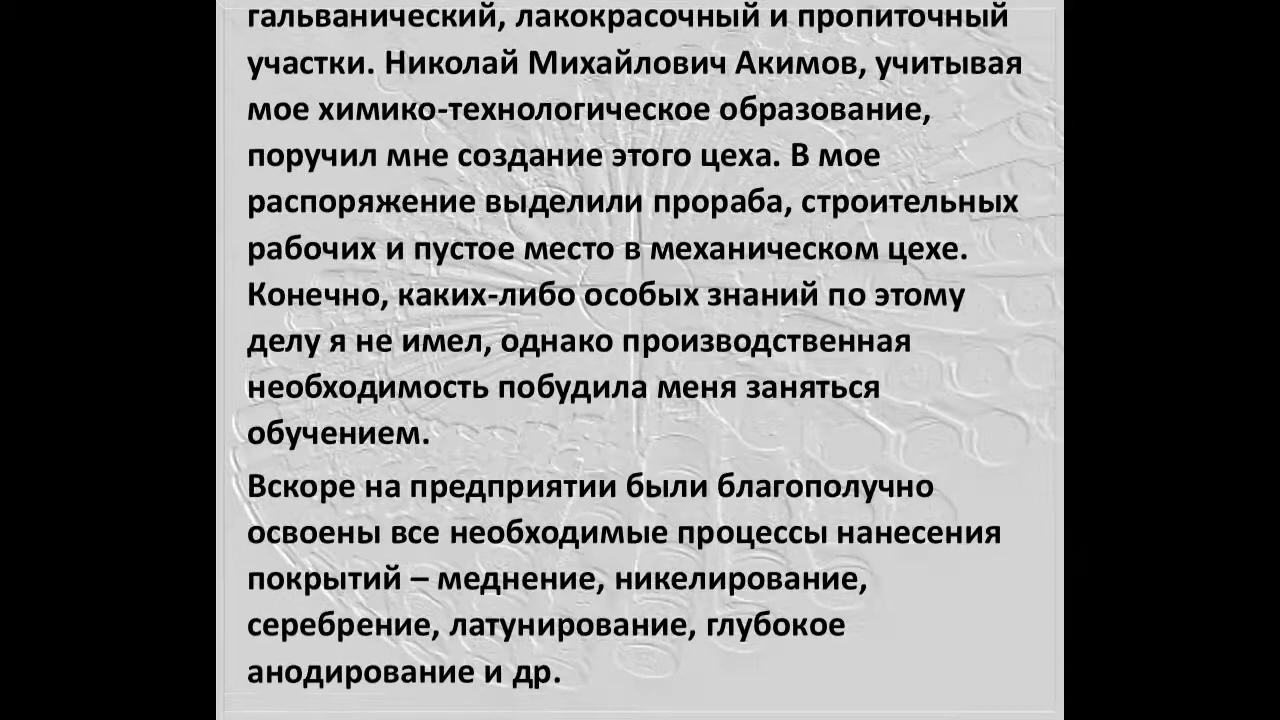 гальванический, лакокрасочный и пропиточный
участки. Николай Михайлович Акимов, учитывая
мое химико-технологическое образование,
поручил мне создание этого цеха. В мое
распоряжение выделили прораба, строительных
рабочих и пустое место в механическом цехе.
Конечно, каких-либо особых знаний по этому
делу я не имел, однако производственная
необходимость побудила меня заняться
обучением.
Вскоре на предприятии были благополучно
освоены все необходимые процессы нанесения
покрытий – меднение, никелирование,
серебрение, латунирование, глубокое
анодирование и др.